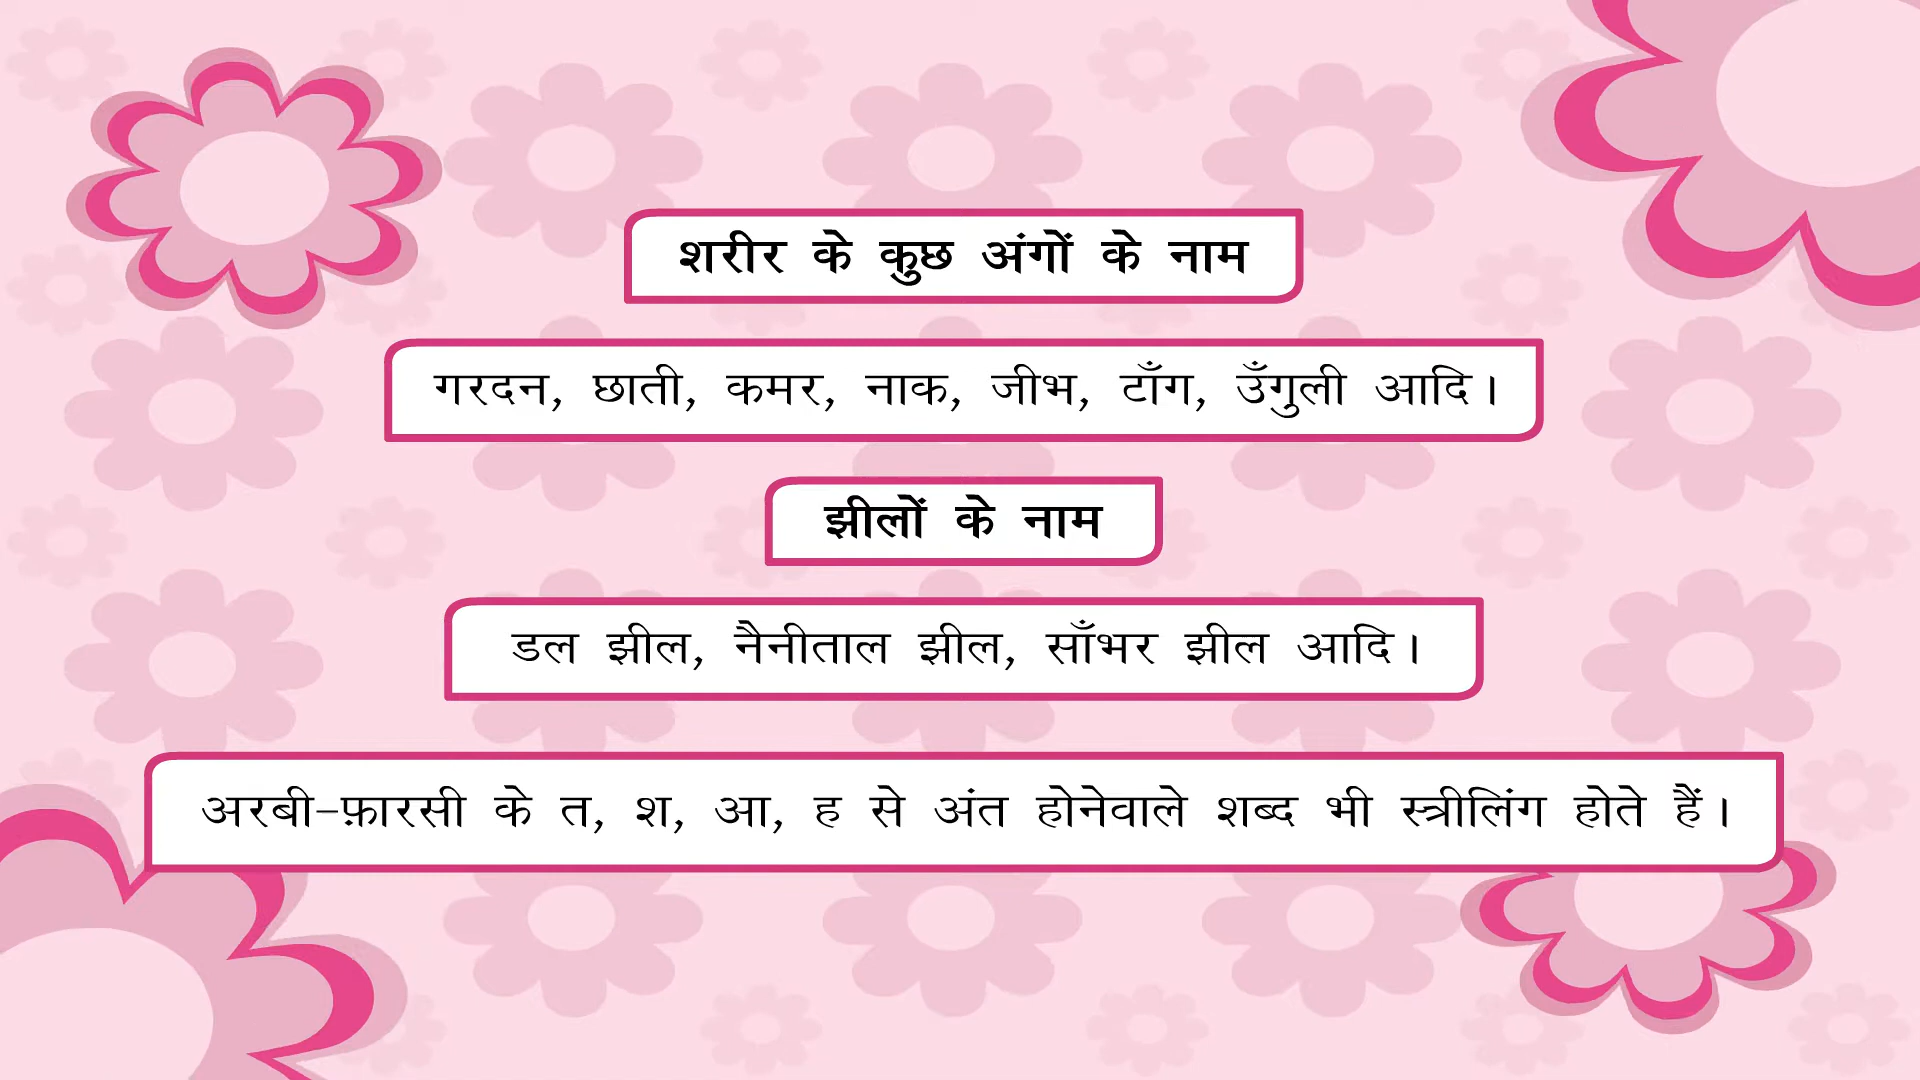 शरीर के कुछ अंगों के नाम
गरदन, छाती, कमर, नाक, जीभ, टाँग, उँगुली आदि।
झीलों के नाम
डल झील, नैनीताल झील, साँभर झील आदि।
अरबी-फ़ारसी के त, श, आ, ह से अंत होनेवाले शब्द भी स्त्रीलिंग होते हैं।